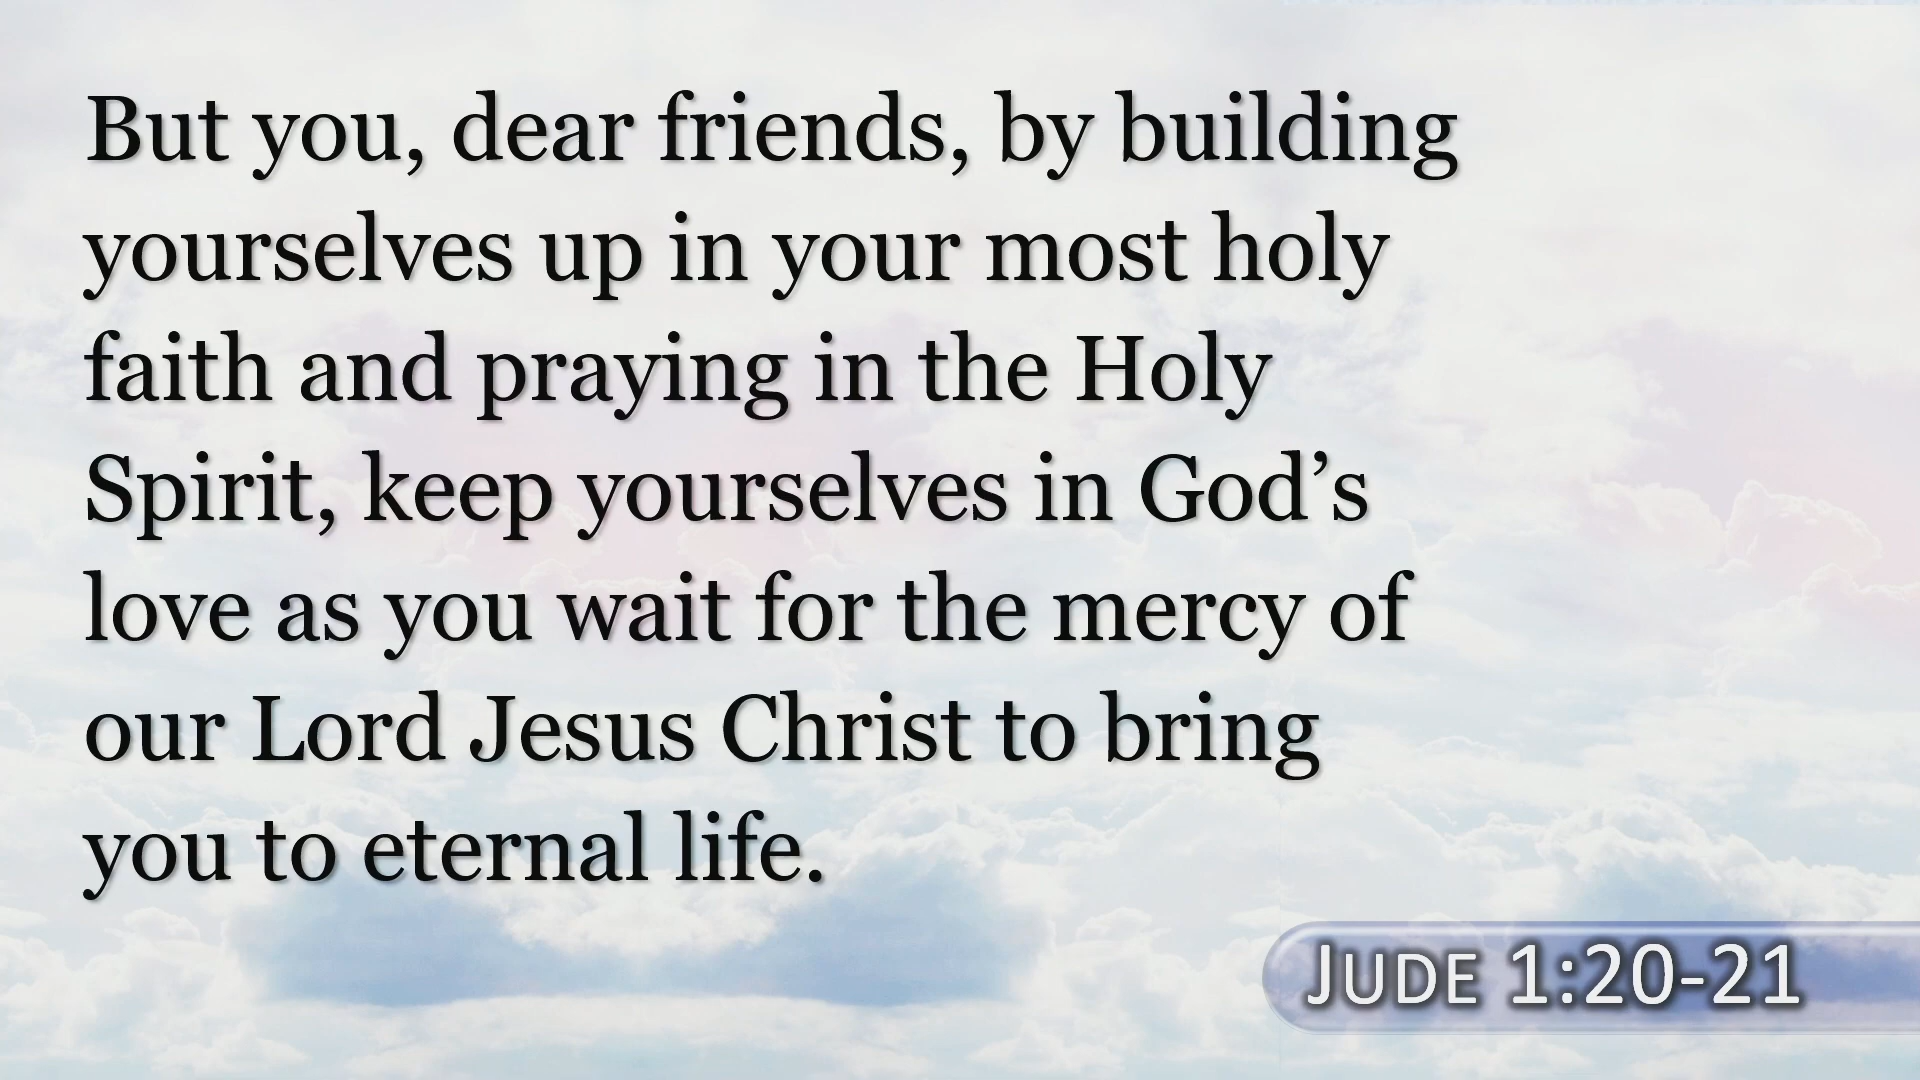 But you, dear friends, by building
yourselves up in your most holy
faith and praying in the Holy
Spirit, keep yourselves in God’s
love as you wait for the mercy of
our Lord Jesus Christ to bring
you to eternal life.
JUDE 1:20-21